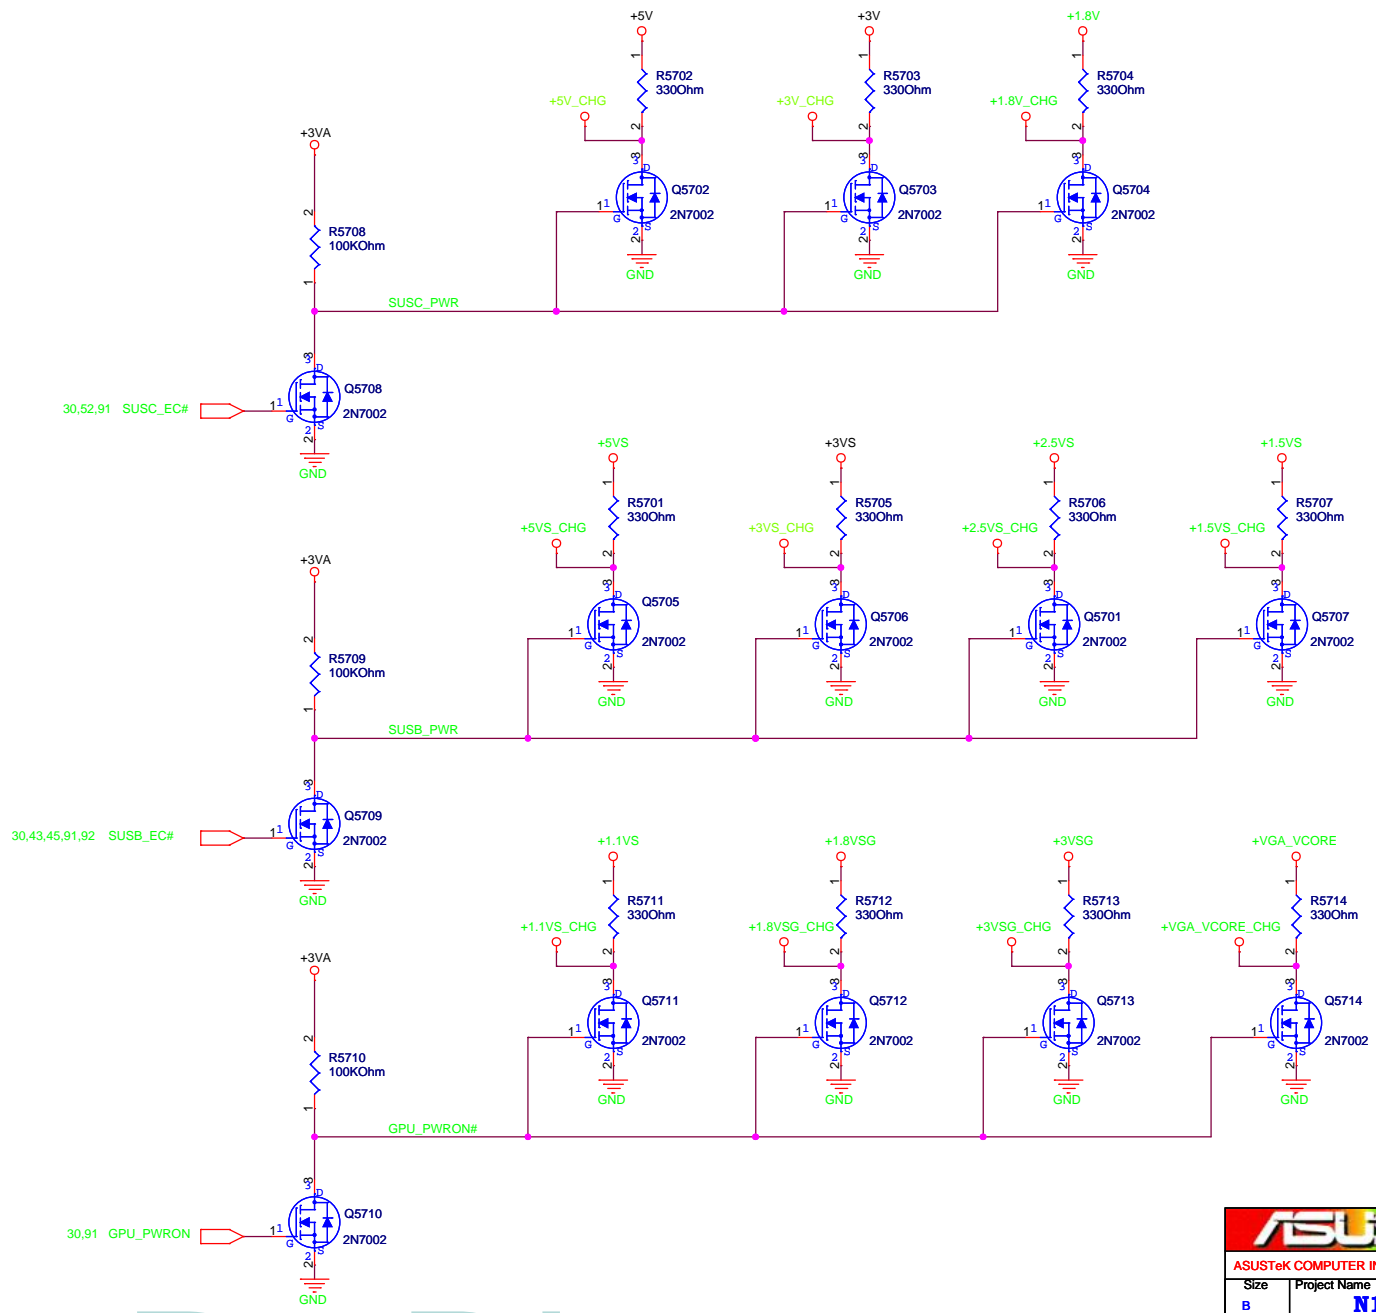 +5V
+3V
+1.8V
R5702
330Ohm
R5703
330Ohm
R5704
330Ohm
+5V_CHG
+3V_CHG
+1.8V_CHG
+3VA
Q5702
2N7002
Q5703
2N7002
Q5704
2N7002
R5708
100KOhm
GND
GND
GND
SUSC_PWR
Q5708
2N7002
30,52,91 SUSC_EC#
GND
+5VS
+3VS
+2.5VS
+1.5VS
R5701
330Ohm
R5705
330Ohm
R5706
330Ohm
R5707
330Ohm
+5VS_CHG
+3VS_CHG
+2.5VS_CHG
+1.5VS_CHG
+3VA
Q5705
2N7002
Q5706
2N7002
Q5701
2N7002
Q5707
2N7002
R5709
100KOhm
GND
GND
GND
GND
SUSB_PWR
Q5709
2N7002
30,43,45,91,92 SUSB_EC#
GND
+1.1VS
+1.8VSG
+3VSG
+VGA_VCORE
R5711
330Ohm
R5712
330Ohm
R5713
330Ohm
R5714
330Ohm
+1.1VS_CHG
+1.8VSG_CHG
+3VSG_CHG
+VGA_VCORE_CHG
+3VA
Q5711
2N7002
Q5712
2N7002
Q5713
2N7002
Q5714
2N7002
R5710
100KOhm
GND
GND
GND
GND
GPU_PWRON#
Q5710
2N7002
30,91 GPU_PWRON
GND
ASUSTeK COMPUTER
Size
Project Name
B
N1